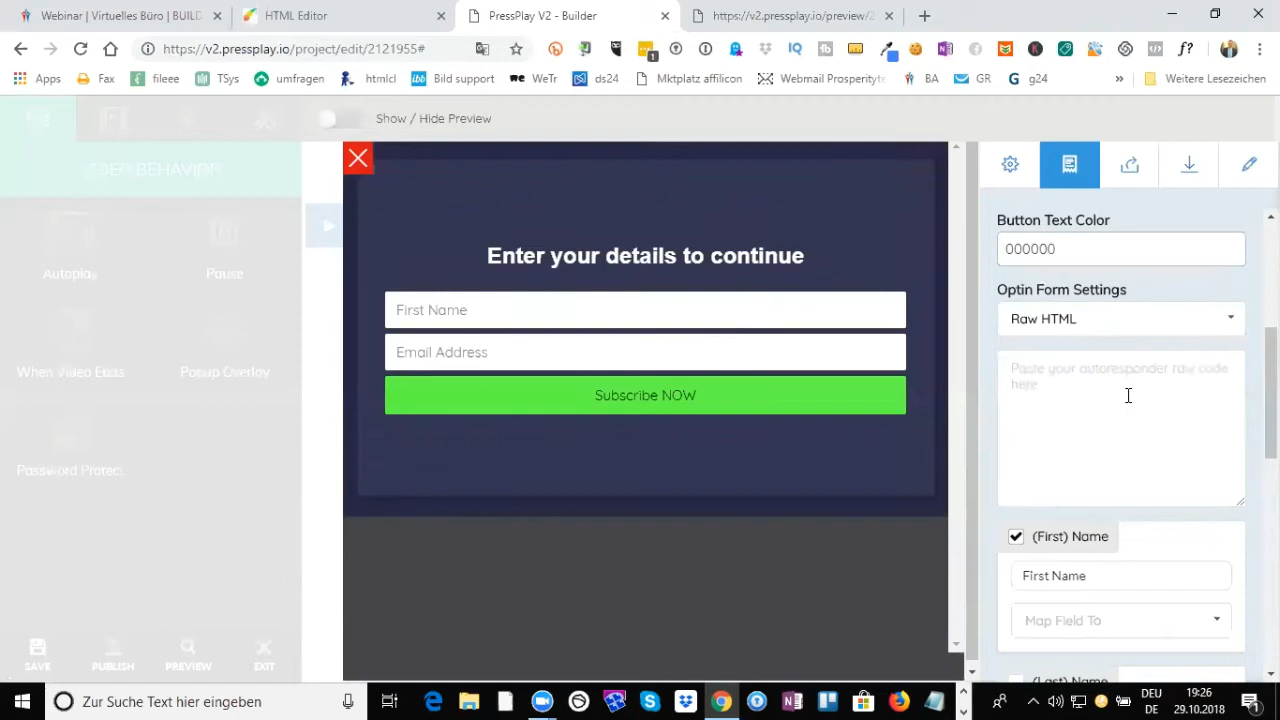 Webinar | Virtuelles Büro | BUILD
HTML Editor
PressPlay V2 - Builder
https://v2.pressplay.io/preview/2
https://v2.pressplay.io/project/edit/2121955#
Apps
Fax
fileee
TSys
umfragen
htmlcl
Bild support
WeTr
ds24
Mktplatz affilicon
Webmail Prosperityte
BA
GR
g24
»
Weitere Lesezeichen
Show / Hide Preview
Autoplay
Pause
When Video Ends
Popup Overlay
Password Protect
SAVE
PUBLISH
PREVIEW
EXIT
Enter your details to continue
First Name
Email Address
Subscribe NOW
Button Text Color
000000
Optin Form Settings
Raw HTML
Paste your autoresponder raw code
here
(First) Name
First Name
Map Field To
(Last) Name
Zur Suche Text hier eingeben
DEU
DE
19:26
29.10.2018